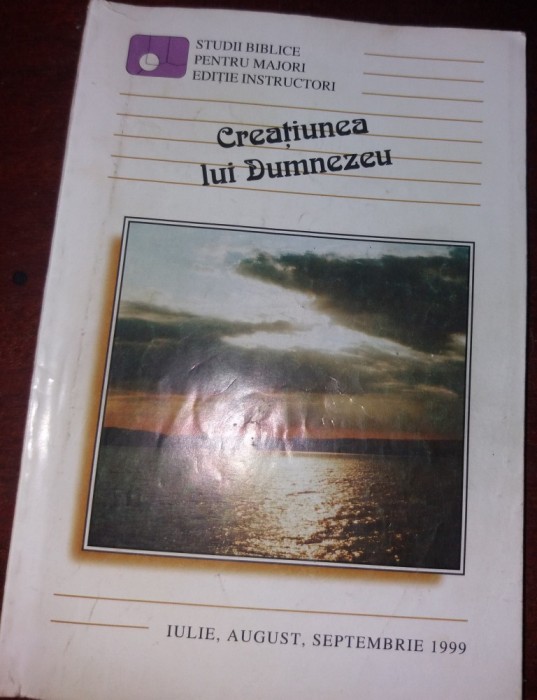 STUDII BIBLICE
PENTRU MAJORI
EDIȚIE INSTRUCTORI
Creațiunea
lui Dumnezeu
IULIE, AUGUST, SEPTEMBRIE 1999